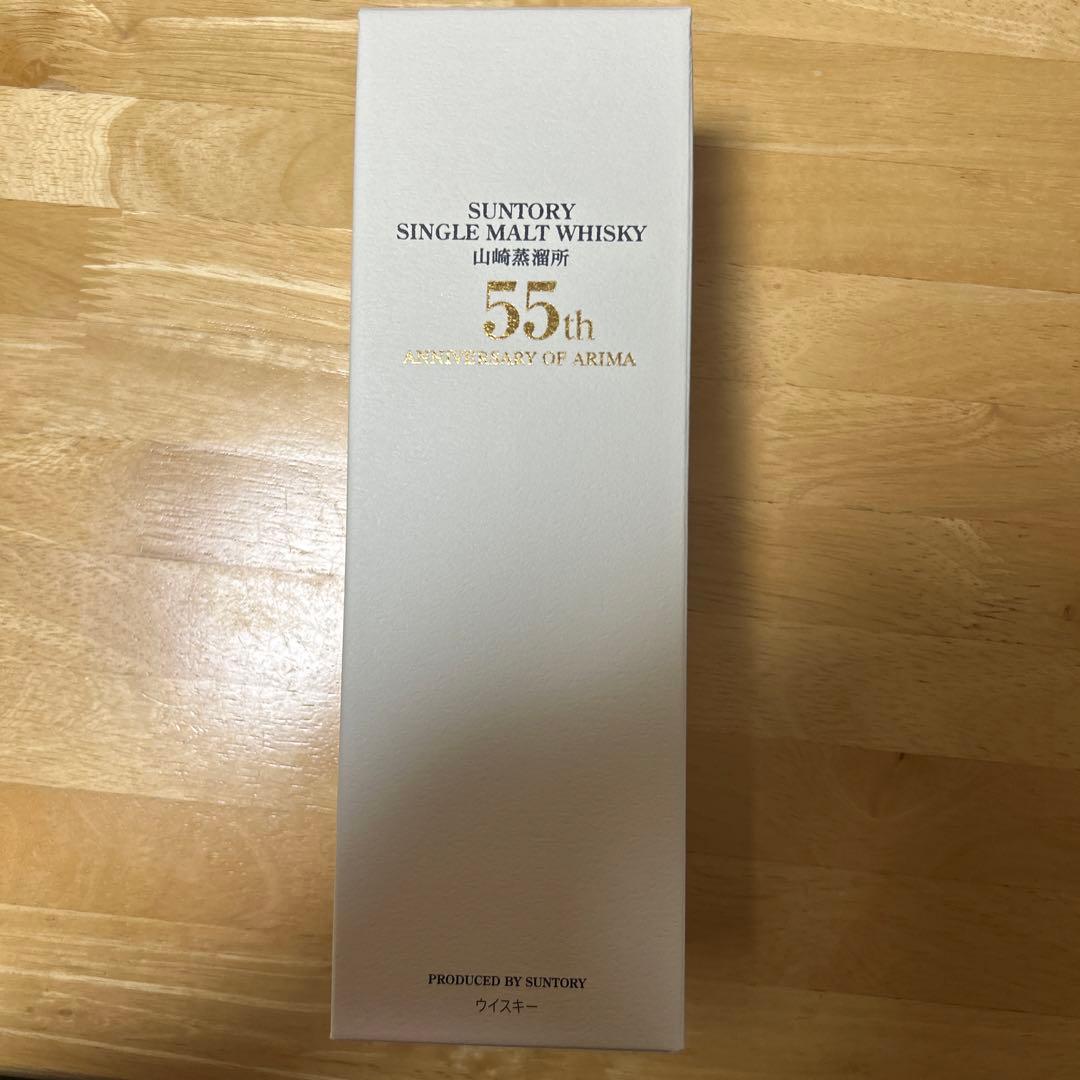 SUNTORY
SINGLE MALT WHISKY
山崎蒸溜所
55th
ANNIVERSARY OF ARIMA
PRODUCED BY SUNTORY
ウイスキー